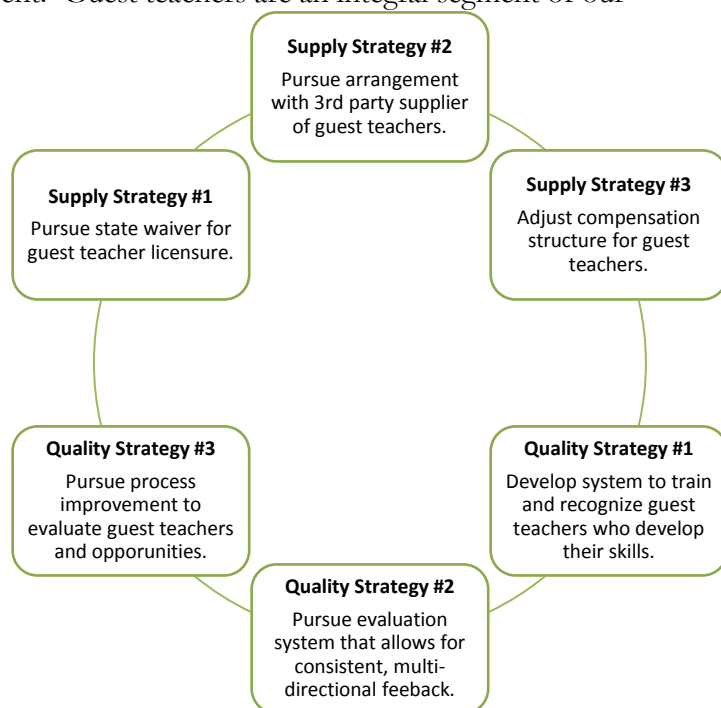 ent. Guest teachers are an integral segment of our
Supply Strategy #2
Pursue arrangement
with 3rd party supplier
of guest teachers.
Supply Strategy #1
Pursue state waiver for
guest teacher licensure.
Supply Strategy #3
Adjust compensation
structure for guest
teachers.
Quality Strategy #3
Pursue process
improvement to
evaluate guest teachers
and opporunities.
Quality Strategy #1
Develop system to train
and recognize guest
teachers who develop
their skills.
Quality Strategy #2
Pursue evaluation
system that allows for
consistent, multi-
directional feeback.